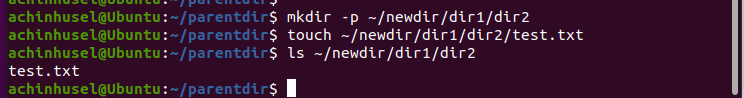 achinhusel@Ubuntu:~/parentdir$ mkdir -p ~/newdir/dir1/dir2
achinhusel@Ubuntu:~/parentdir$ touch ~/newdir/dir1/dir2/test.txt
achinhusel@Ubuntu:~/parentdir$ ls ~/newdir/dir1/dir2
test.txt
achinhusel@Ubuntu:~/parentdir$